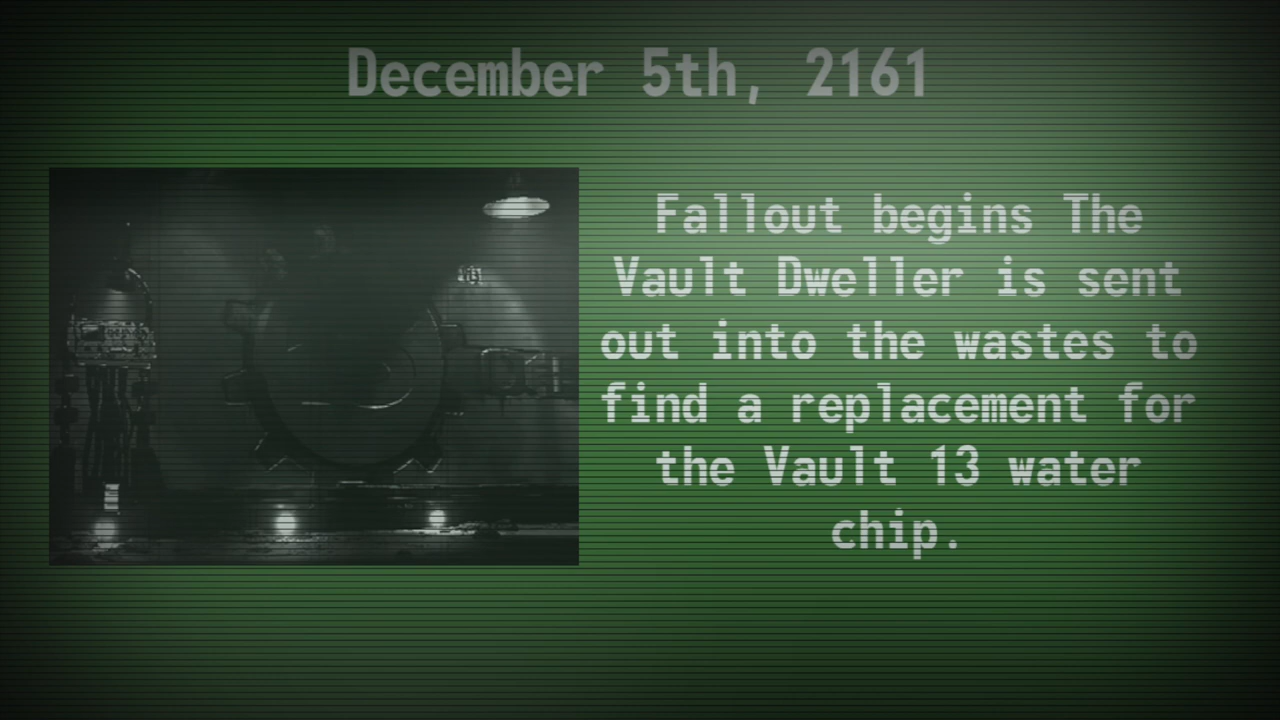 December 5th, 2161
Fallout begins The
Vault Dweller is sent
out into the wastes to
find a replacement for
the Vault 13 water
chip.